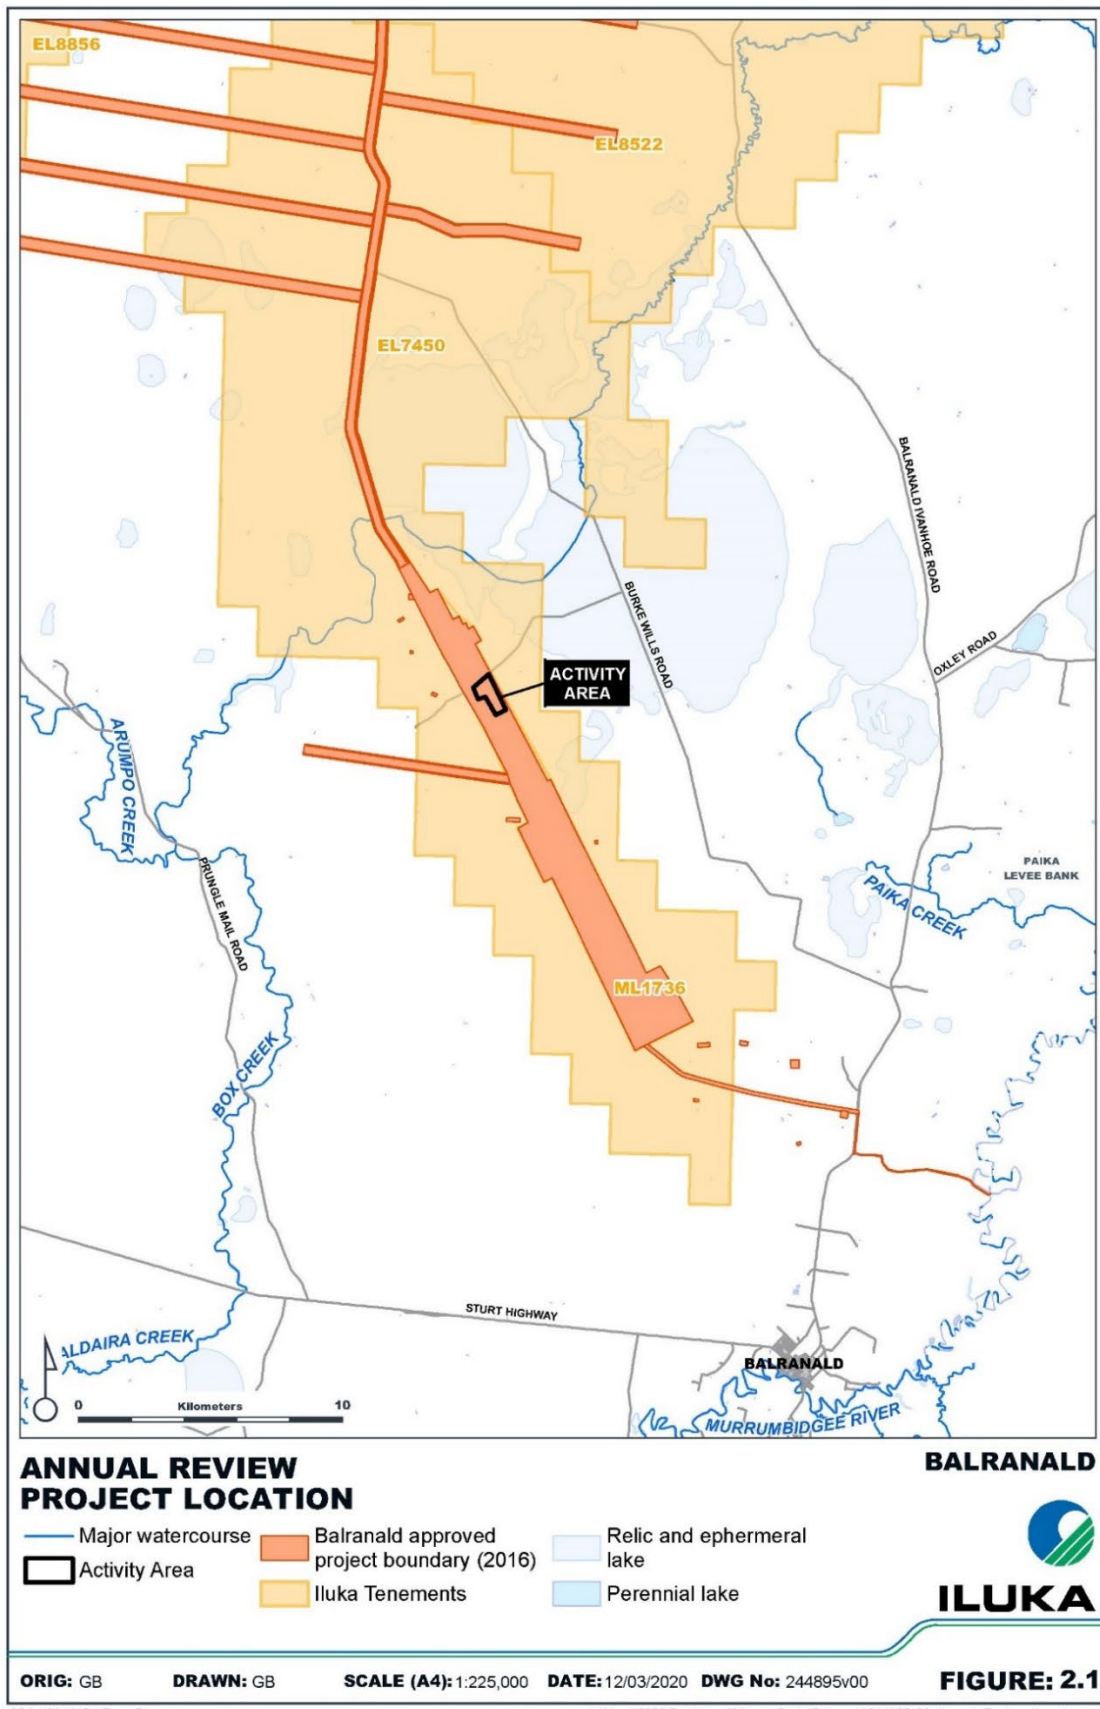 EL8856
EL8522
EL7450
BALRANALD IVANHOE ROAD
BURKE WILLS ROAD
OXLEY ROAD
ACTIVITY
AREA
ARUMPO CREEK
PRUNGLE MAIL ROAD
PAIKA
LEVEE BANK
PAIKA CREEK
ML1736
BOX CREEK
STURT HIGHWAY
ALDAIRA CREEK
BALRANALD
MURRUMBIDGEE RIVER
0 Kilometers 10
ANNUAL REVIEW
PROJECT LOCATION
BALRANALD
Major watercourse
Activity Area
Balranald approved
project boundary (2016)
Iluka Tenements
Relic and ephermeral
lake
Perennial lake
ILUKA
ORIG: GB DRAWN: GB SCALE (A4): 1:225,000 DATE: 12/03/2020 DWG No: 244895v00 FIGURE: 2.1